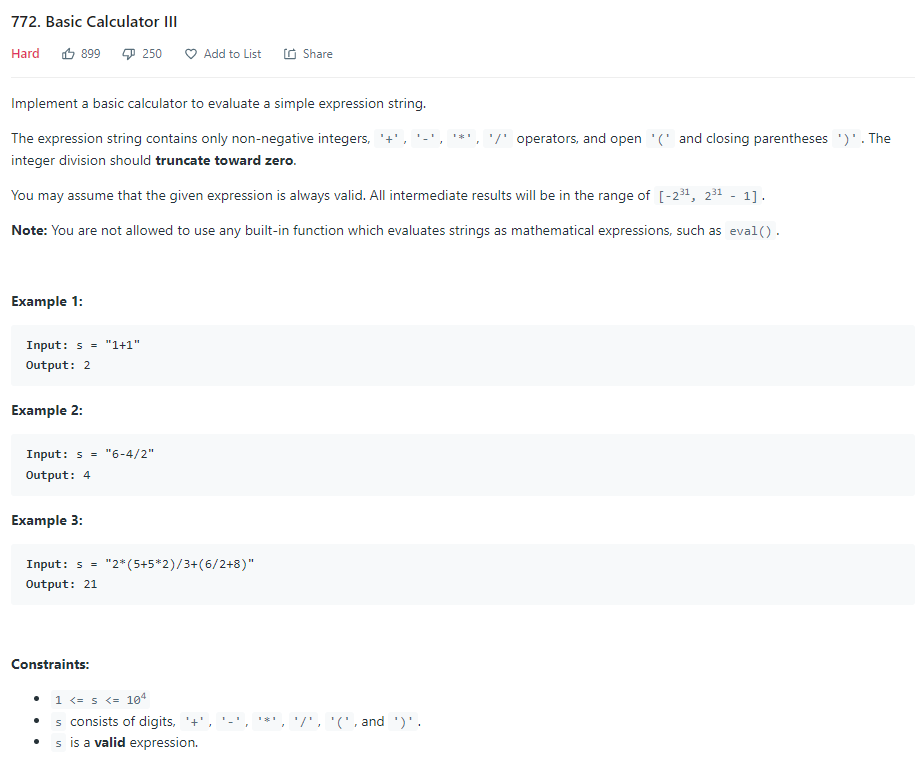 772. Basic Calculator III
Hard 899 250 Add to List Share
Implement a basic calculator to evaluate a simple expression string.
The expression string contains only non-negative integers, '+', '-', '*', '/' operators, and open '(' and closing parentheses ')'. The
integer division should truncate toward zero.
You may assume that the given expression is always valid. All intermediate results will be in the range of [-2³¹, 2³¹ - 1].
Note: You are not allowed to use any built-in function which evaluates strings as mathematical expressions, such as eval().
Example 1:
Input: s = "1+1"
Output: 2
Example 2:
Input: s = "6-4/2"
Output: 4
Example 3:
Input: s = "2*(5+5*2)/3+(6/2+8)"
Output: 21
Constraints:
• 1 <= s <= 10⁴
• s consists of digits, '+', '-', '*', '/', '(', and ')'.
• s is a valid expression.